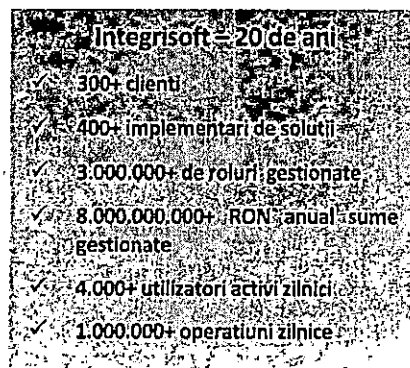 Integrisoft – 20 de ani
✓ 300+ clienti
✓ 400+ implementari de solutii
✓ 3.000.000+ de roluri gestionate
✓ 8.000.000.000+ RON anual sume
gestionate
✓ 4.000+ utilizatori activi zilnici
✓ 1.000.000+ operatiuni zilnice